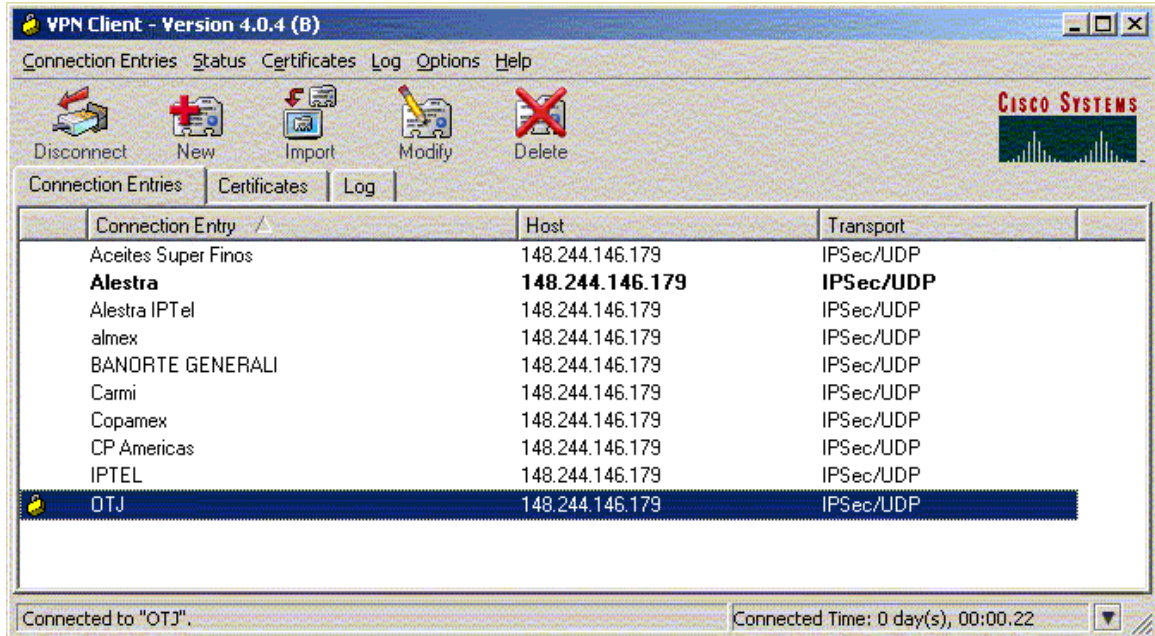 VPN Client - Version 4.0.4 (B)
Connection Entries Status Certificates Log Options Help
Disconnect New Import Modify Delete
CISCO SYSTEMS
Connection Entries Certificates Log
Connection Entry Host Transport
Aceites Super Finos 148.244.146.179 IPSec/UDP
Alestra 148.244.146.179 IPSec/UDP
Alestra IPTel 148.244.146.179 IPSec/UDP
almex 148.244.146.179 IPSec/UDP
BANORTE GENERALI 148.244.146.179 IPSec/UDP
Carmi 148.244.146.179 IPSec/UDP
Copamex 148.244.146.179 IPSec/UDP
CP Americas 148.244.146.179 IPSec/UDP
IPTEL 148.244.146.179 IPSec/UDP
OTJ 148.244.146.179 IPSec/UDP
Connected to "OTJ". Connected Time: 0 day(s), 00:00.22